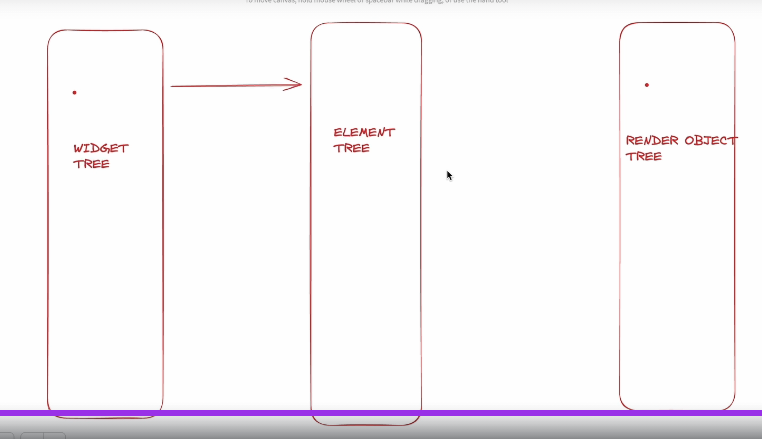 To move canvas, hold mouse wheel or spacebar while dragging, or use the hand tool
WIDGET
TREE
ELEMENT
TREE
RENDER OBJECT
TREE